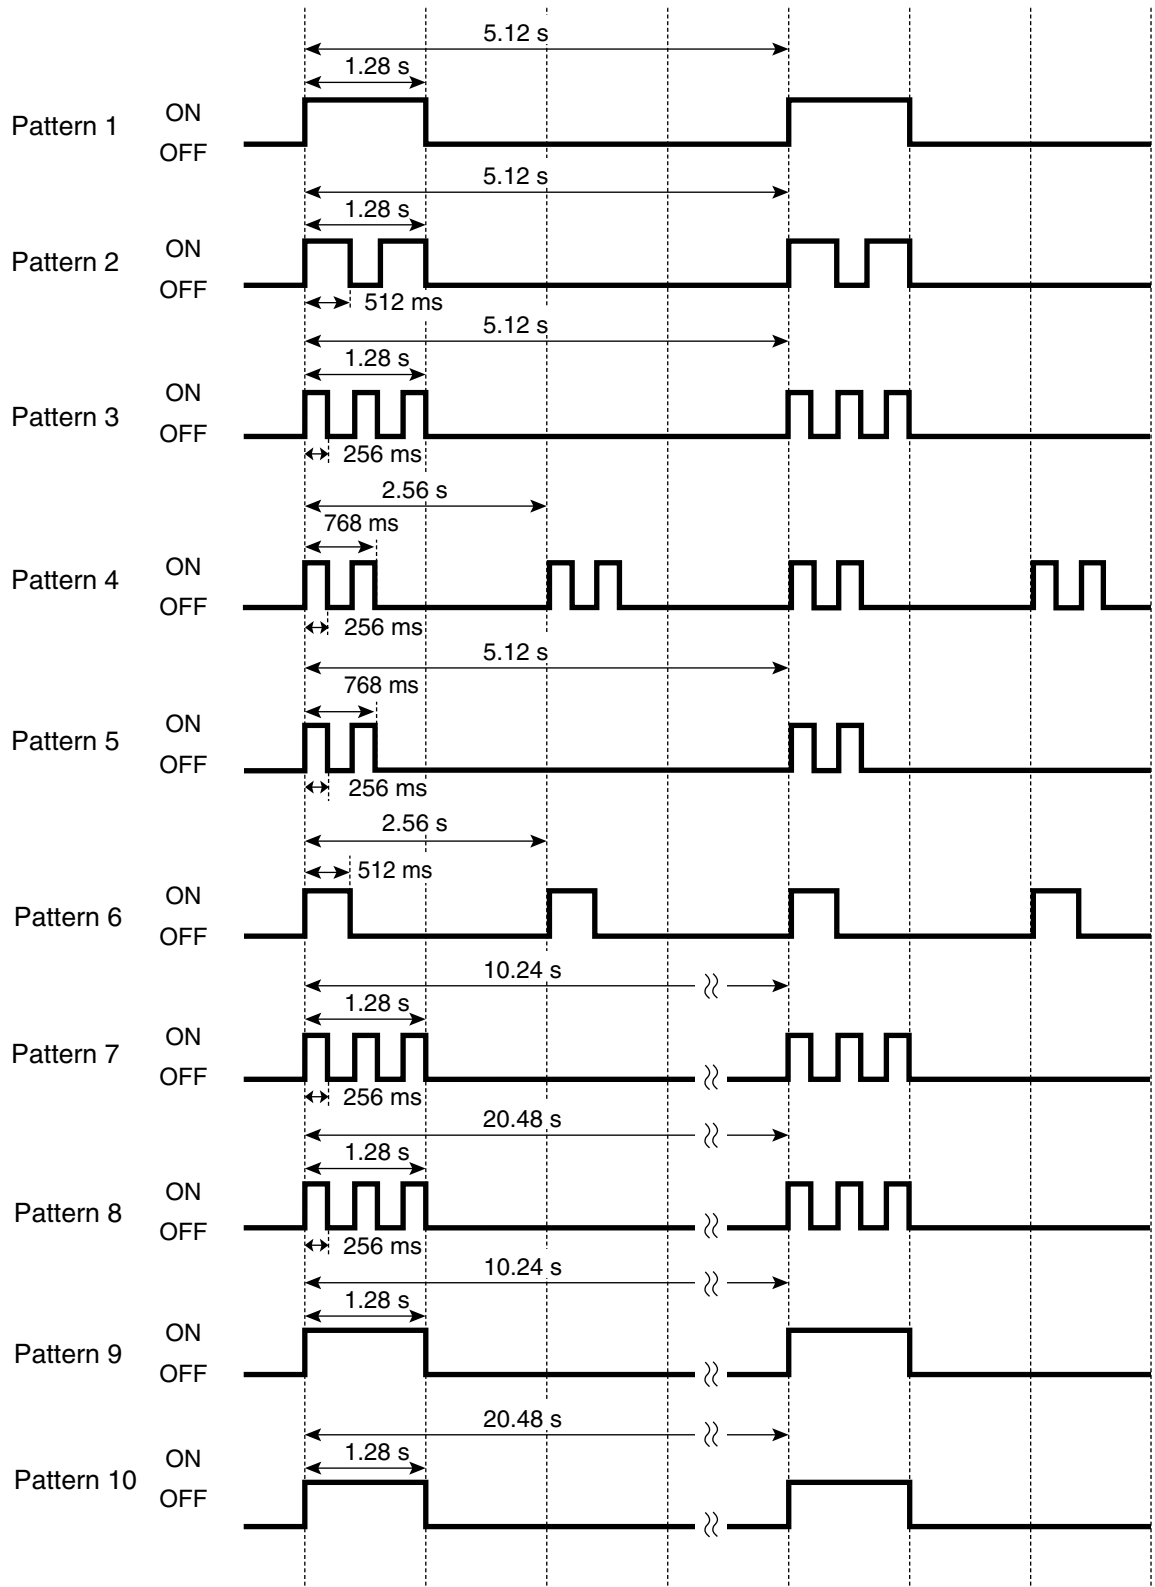 5.12 s
1.28 s
Pattern 1
ON
OFF
5.12 s
1.28 s
Pattern 2
ON
OFF
512 ms
5.12 s
1.28 s
Pattern 3
ON
OFF
256 ms
2.56 s
768 ms
Pattern 4
ON
OFF
256 ms
5.12 s
768 ms
Pattern 5
ON
OFF
256 ms
2.56 s
512 ms
Pattern 6
ON
OFF
10.24 s
1.28 s
Pattern 7
ON
OFF
256 ms
20.48 s
1.28 s
Pattern 8
ON
OFF
256 ms
10.24 s
1.28 s
Pattern 9
ON
OFF
20.48 s
1.28 s
Pattern 10
ON
OFF